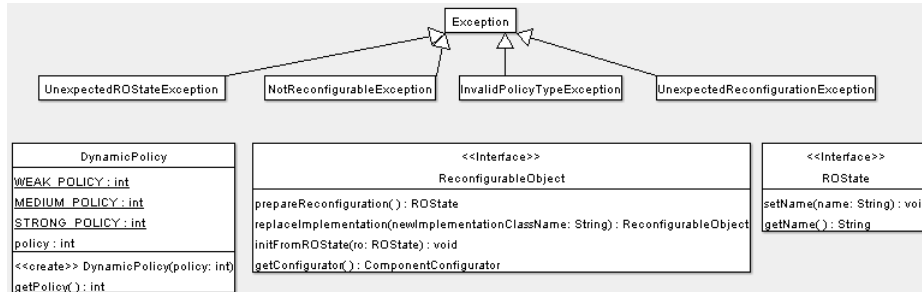 Exception
UnexpectedROStateException
NotReconfigurableException
InvalidPolicyTypeException
UnexpectedReconfigurationException
DynamicPolicy
WEAK_POLICY : int
MEDIUM_POLICY : int
STRONG_POLICY : int
policy : int
<<create>> DynamicPolicy(policy: int)
getPolicy() : int
<<Interface>>
ReconfigurableObject
prepareReconfiguration() : ROState
replaceImplementation(newImplementationClassName: String) : ReconfigurableObject
initFromROState(ro: ROState) : void
getConfigurator() : ComponentConfigurator
<<Interface>>
ROState
setName(name: String) : voi
getName() : String